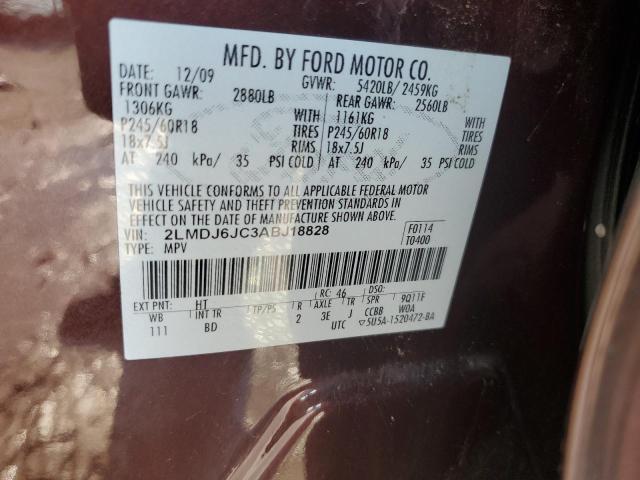 MFD. BY FORD MOTOR CO.
DATE: 12/09 GVWR: 5420LB/ 2459KG
FRONT GAWR: 2880LB REAR GAWR: 2560LB
1306KG WITH 1161KG WITH
P245/60R18 TIRES P245/60R18 TIRES
18x7.5J RIMS 18x7.5J RIMS
AT 240 kPa/ 35 PSI COLD AT 240 kPa/ 35 PSI COLD
THIS VEHICLE CONFORMS TO ALL APPLICABLE FEDERAL MOTOR
VEHICLE SAFETY AND THEFT PREVENTION STANDARDS IN
EFFECT ON THE DATE OF MANUFACTURE SHOWN ABOVE.
VIN: 2LMDJ6JC3ABJ18828 F0114
TYPE: MPV T0400
EXT PNT: HT RC: 46 DSO:
WB INT TR TP/PS R AXLE TR SPR 9Q11F
111 BD 2 3E J CCBB W0A
UTC 5U5A-1520472-BA